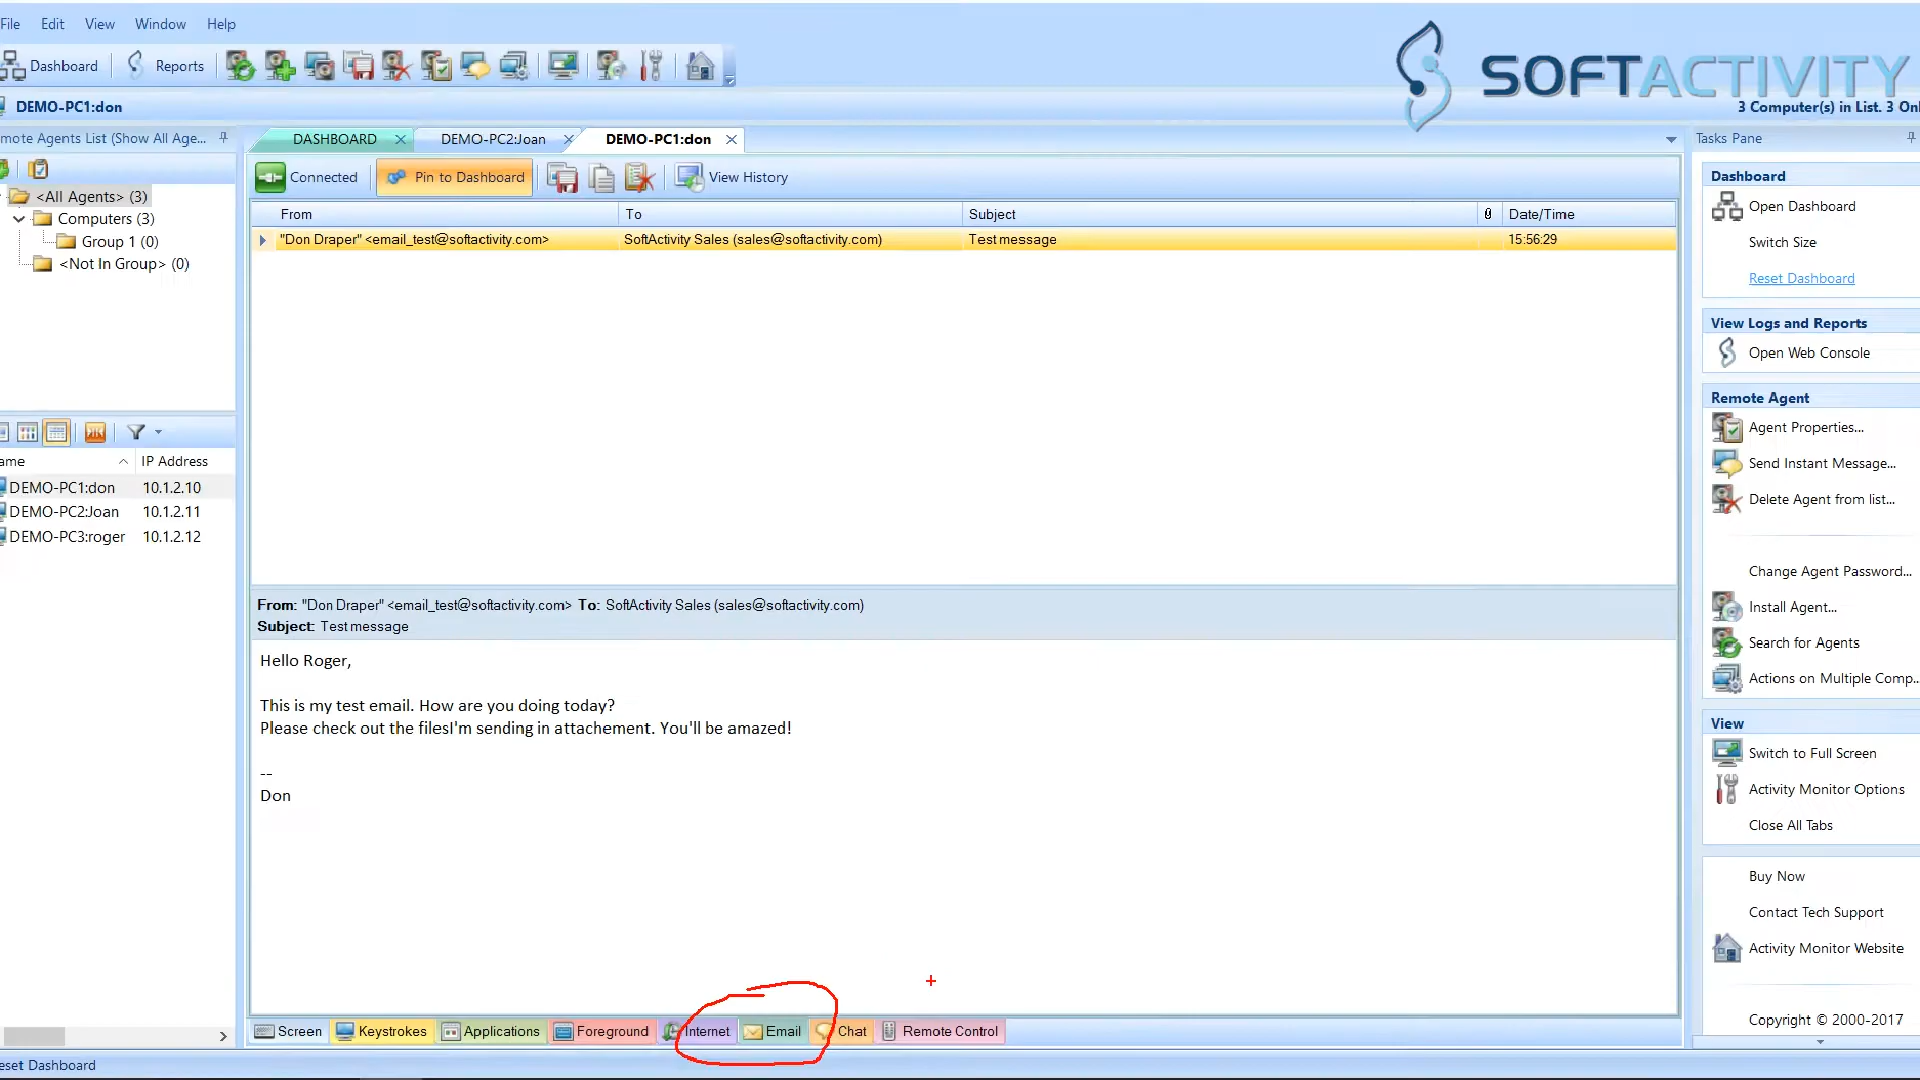 File Edit View Window Help
Dashboard Reports
SOFTACTIVITY
DEMO-PC1:don
3 Computer(s) in List. 3 Onl
mote Agents List (Show All Age...
DASHBOARD DEMO-PC2:Joan DEMO-PC1:don
Tasks Pane
Connected Pin to Dashboard View History
<All Agents> (3)
Computers (3)
Group 1 (0)
<Not In Group> (0)
ame IP Address
DEMO-PC1:don 10.1.2.10
DEMO-PC2:Joan 10.1.2.11
DEMO-PC3:roger 10.1.2.12
From To Subject Date/Time
"Don Draper" <email_test@softactivity.com> SoftActivity Sales (sales@softactivity.com) Test message 15:56:29
From: "Don Draper" <email_test@softactivity.com> To: SoftActivity Sales (sales@softactivity.com)
Subject: Test message
Hello Roger,
This is my test email. How are you doing today?
Please check out the filesI'm sending in attachement. You'll be amazed!
--
Don
Screen Keystrokes Applications Foreground Internet Email Chat Remote Control
Dashboard
Open Dashboard
Switch Size
Reset Dashboard
View Logs and Reports
Open Web Console
Remote Agent
Agent Properties...
Send Instant Message...
Delete Agent from list...
Change Agent Password...
Install Agent...
Search for Agents
Actions on Multiple Comp...
View
Switch to Full Screen
Activity Monitor Options
Close All Tabs
Buy Now
Contact Tech Support
Activity Monitor Website
Copyright © 2000-2017
eset Dashboard